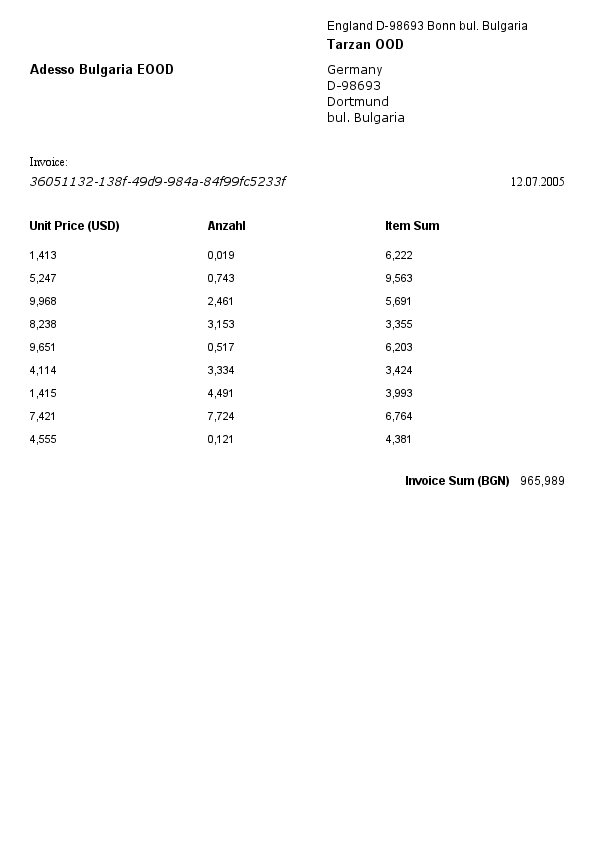 England D-98693 Bonn bul. Bulgaria
Tarzan OOD
Adesso Bulgaria EOOD
Germany
D-98693
Dortmund
bul. Bulgaria
Invoice:
36051132-138f-49d9-984a-84f99fc5233f 12.07.2005
Unit Price (USD) Anzahl Item Sum
1,413 0,019 6,222
5,247 0,743 9,563
9,968 2,461 5,691
8,238 3,153 3,355
9,651 0,517 6,203
4,114 3,334 3,424
1,415 4,491 3,993
7,421 7,724 6,764
4,555 0,121 4,381
Invoice Sum (BGN) 965,989